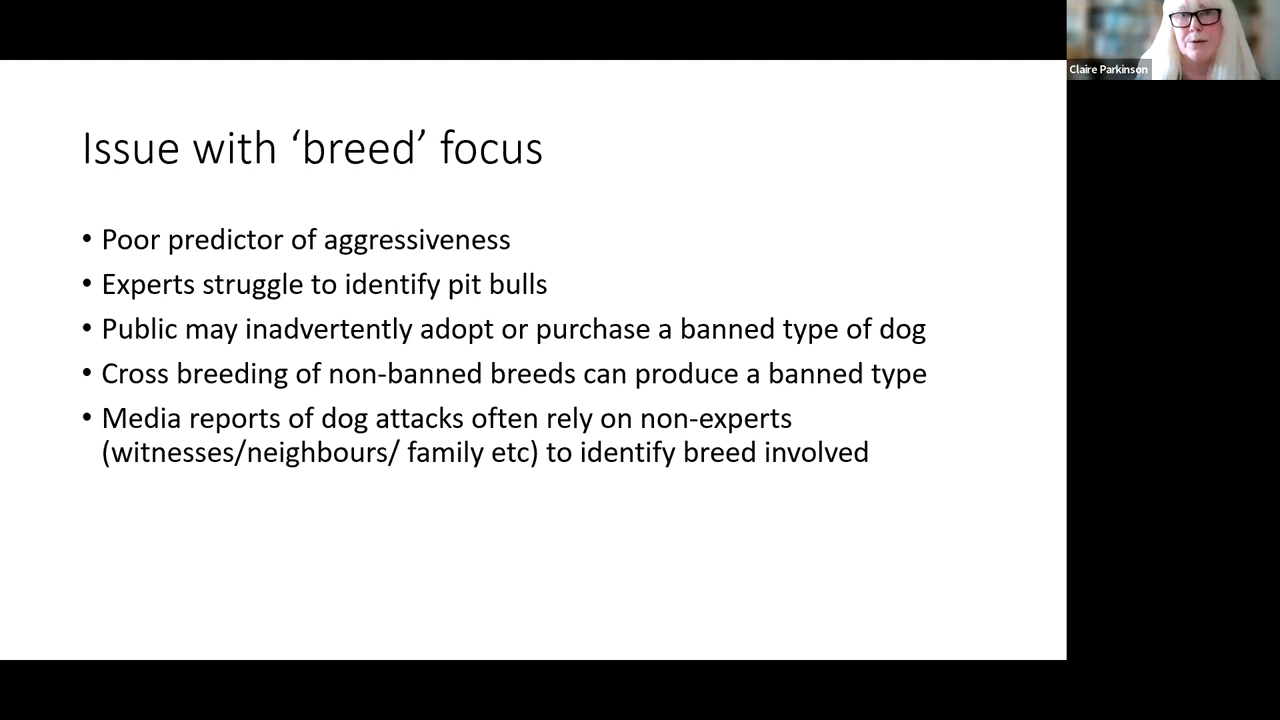 Claire Parkinson
Issue with ‘breed’ focus
• Poor predictor of aggressiveness
• Experts struggle to identify pit bulls
• Public may inadvertently adopt or purchase a banned type of dog
• Cross breeding of non-banned breeds can produce a banned type
• Media reports of dog attacks often rely on non-experts
(witnesses/neighbours/ family etc) to identify breed involved